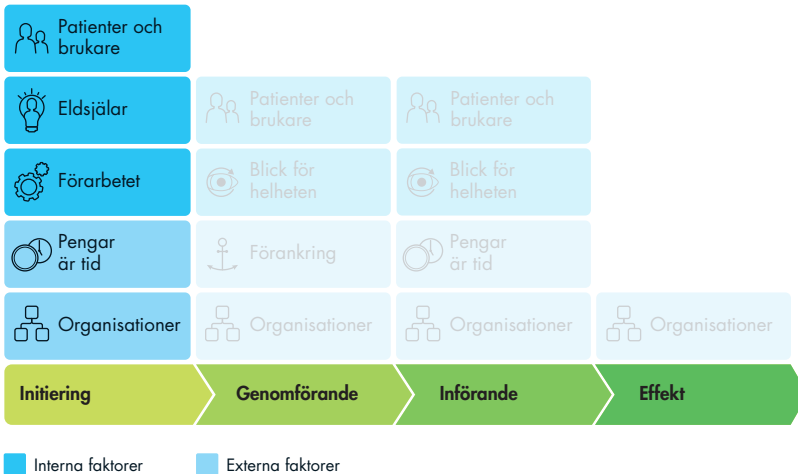 Patienter och
brukare
Eldsjälar
Patienter och
brukare
Patienter och
brukare
Förarbetet
Blick för
helheten
Blick för
helheten
Pengar
är tid
Förankring
Pengar
är tid
Organisationer
Organisationer
Organisationer
Organisationer
Initiering
Genomförande
Införande
Effekt
Interna faktorer
Externa faktorer